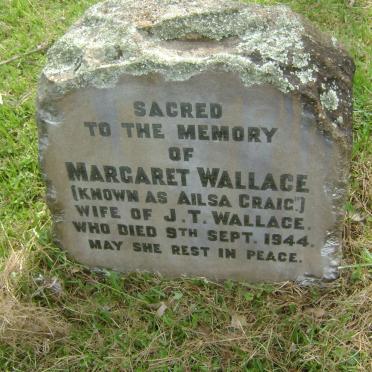 SACRED
TO THE MEMORY
OF
MARGARET WALLACE
(KNOWN AS AILSA CRAIG")
WIFE OF J.T. WALLACE.
WHO DIED 9TH SEPT. 1944.
MAY SHE REST IN PEACE.